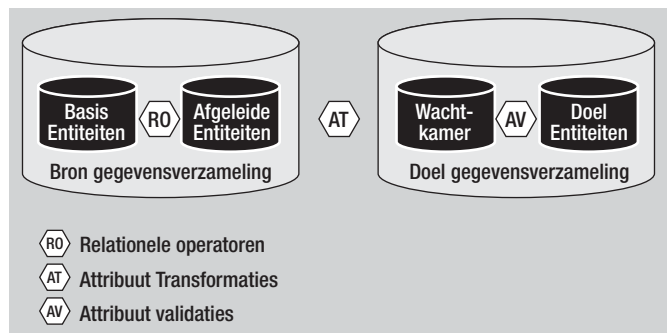 Basis
Entiteiten
RO
Afgeleide
Entiteiten
Bron gegevensverzameling
AT
Wacht-
kamer
AV
Doel
Entiteiten
Doel gegevensverzameling
RO Relationele operatoren
AT Attribuut Transformaties
AV Attribuut validaties